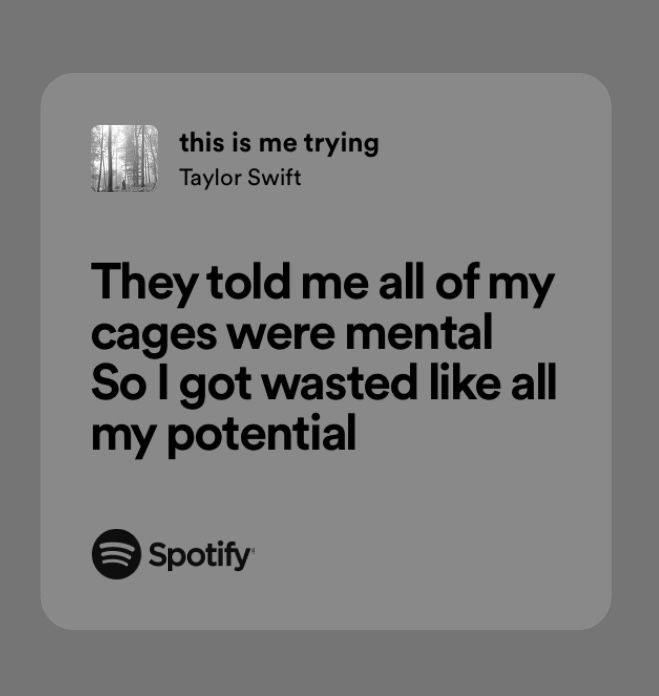 this is me trying
Taylor Swift
They told me all of my
cages were mental
So I got wasted like all
my potential
Spotify